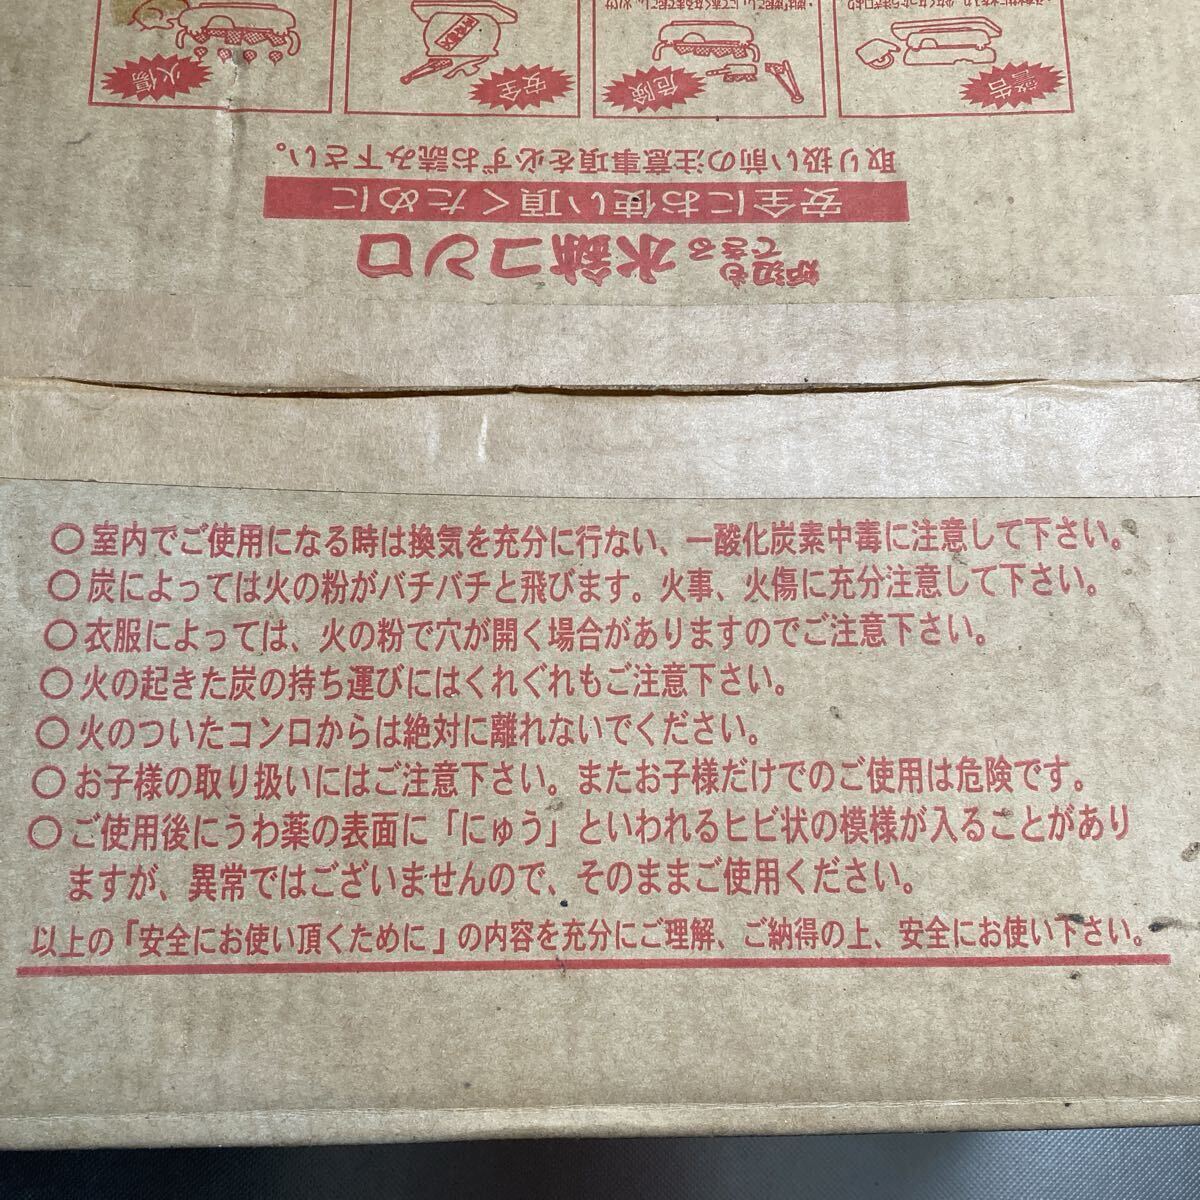 炉辺も
できる水鉢コンロ
安全にお使い頂くために
取り扱い前の注意事項を必ずお読み下さい。
警告
危険
安全
火傷
○室内でご使用になる時は換気を充分に行ない、一酸化炭素中毒に注意して下さい。
○炭によっては火の粉がバチバチと飛びます。火事、火傷に充分注意して下さい。
○衣服によっては、火の粉で穴が開く場合がありますのでご注意下さい。
○火の起きた炭の持ち運びにはくれぐれもご注意下さい。
○火のついたコンロからは絶対に離れないでください。
○お子様の取り扱いにはご注意下さい。またお子様だけでのご使用は危険です。
○ご使用後にうわ薬の表面に「にゅう」といわれるヒビ状の模様が入ることがあり
ますが、異常ではございませんので、そのままご使用ください。
以上の「安全にお使い頂くために」の内容を充分にご理解、ご納得の上、安全にお使い下さい。